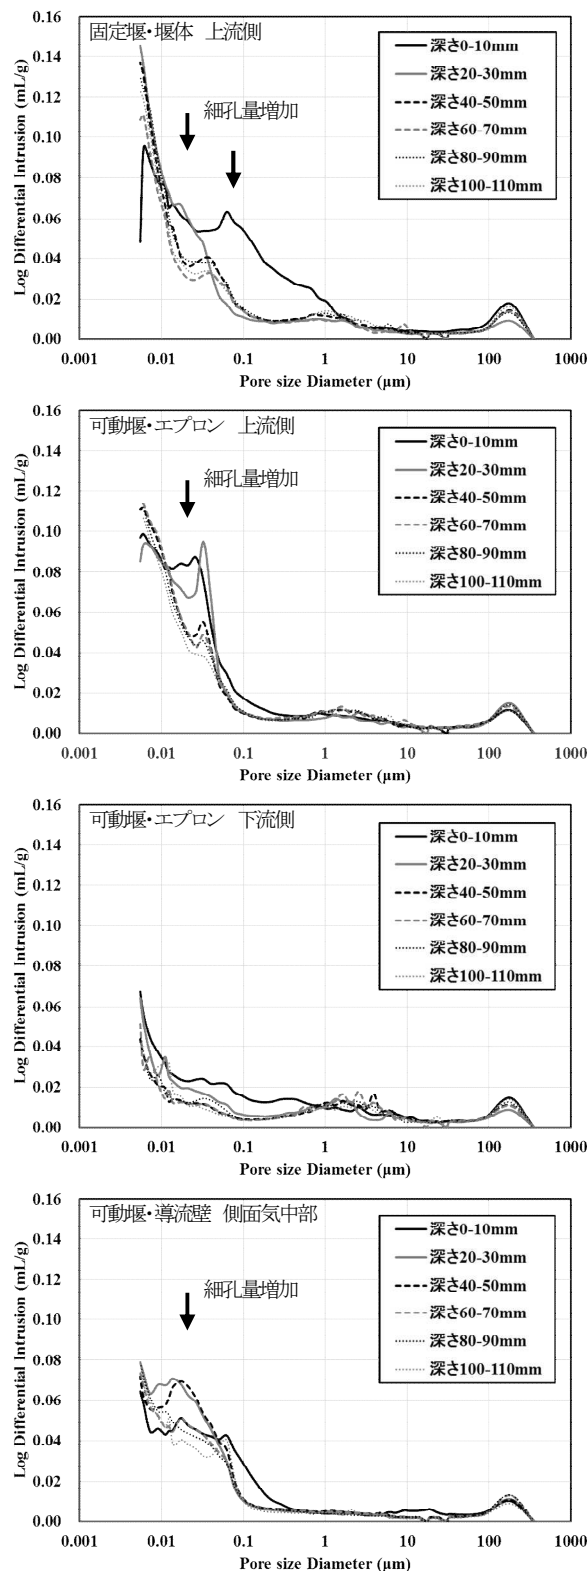 固定堰・堰体 上流側
細孔量増加
深さ0-10mm
深さ20-30mm
深さ40-50mm
深さ60-70mm
深さ80-90mm
深さ100-110mm
Log Differential Intrusion (mL/g)
0.16
0.14
0.12
0.10
0.08
0.06
0.04
0.02
0.00
0.001 0.01 0.1 1 10 100 1000
Pore size Diameter (µm)
可動堰・エプロン 上流側
細孔量増加
深さ0-10mm
深さ20-30mm
深さ40-50mm
深さ60-70mm
深さ80-90mm
深さ100-110mm
Log Differential Intrusion (mL/g)
0.16
0.14
0.12
0.10
0.08
0.06
0.04
0.02
0.00
0.001 0.01 0.1 1 10 100 1000
Pore size Diameter (µm)
可動堰・エプロン 下流側
深さ0-10mm
深さ20-30mm
深さ40-50mm
深さ60-70mm
深さ80-90mm
深さ100-110mm
Log Differential Intrusion (mL/g)
0.16
0.14
0.12
0.10
0.08
0.06
0.04
0.02
0.00
0.001 0.01 0.1 1 10 100 1000
Pore size Diameter (µm)
可動堰・導流壁 側面気中部
細孔量増加
深さ0-10mm
深さ20-30mm
深さ40-50mm
深さ60-70mm
深さ80-90mm
深さ100-110mm
Log Differential Intrusion (mL/g)
0.16
0.14
0.12
0.10
0.08
0.06
0.04
0.02
0.00
0.001 0.01 0.1 1 10 100 1000
Pore size Diameter (µm)